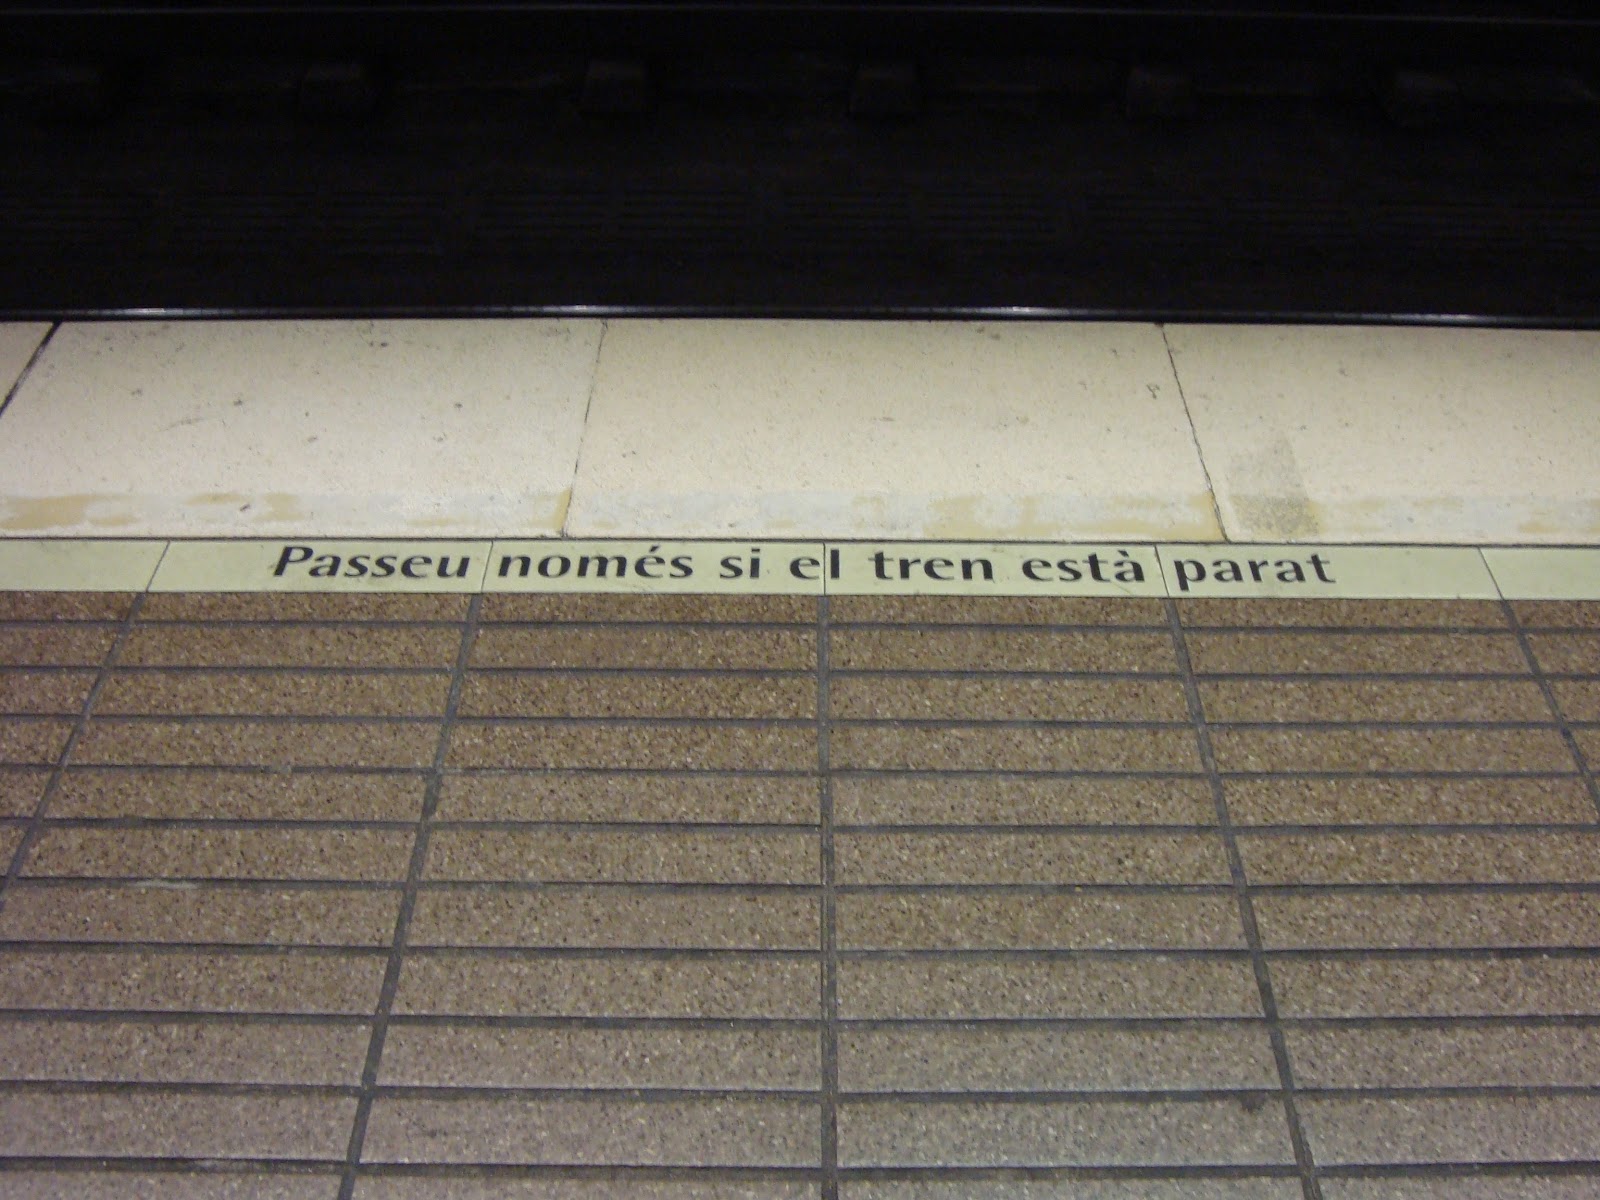 Passeu només si el tren està parat